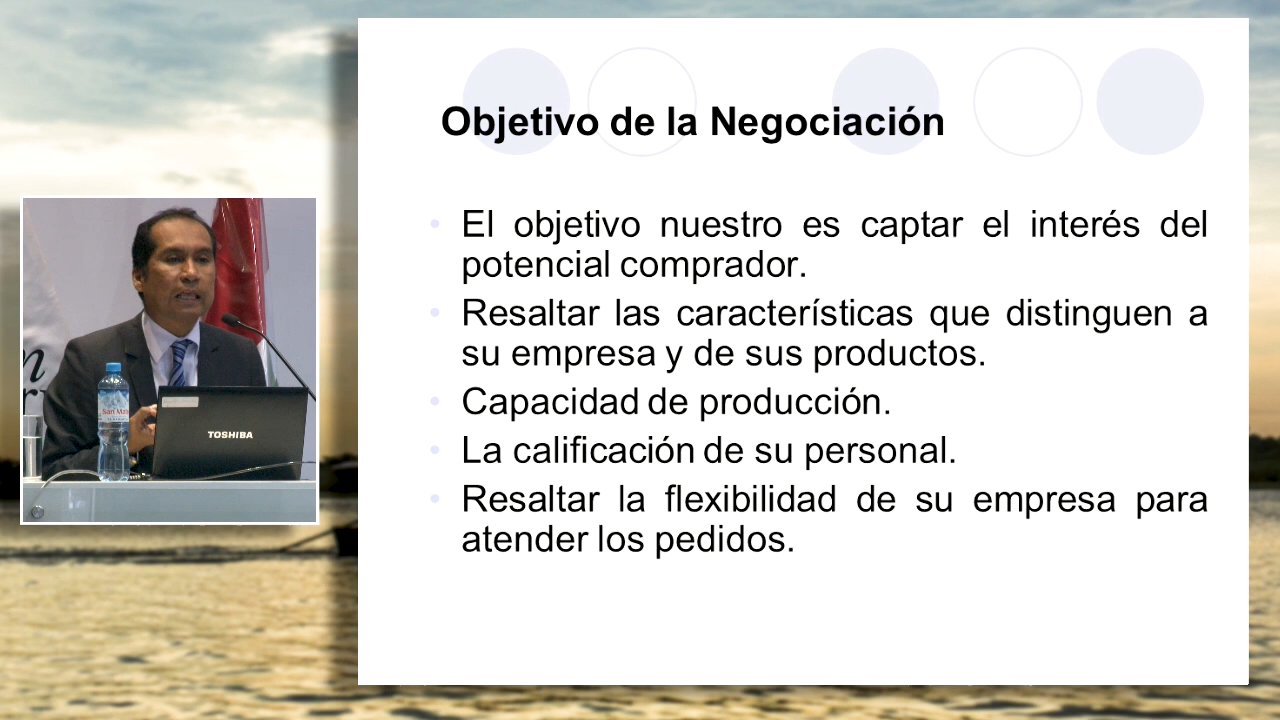 Objetivo de la Negociación
El objetivo nuestro es captar el interés del
potencial comprador.
Resaltar las características que distinguen a
su empresa y de sus productos.
Capacidad de producción.
La calificación de su personal.
Resaltar la flexibilidad de su empresa para
atender los pedidos.
TOSHIBA